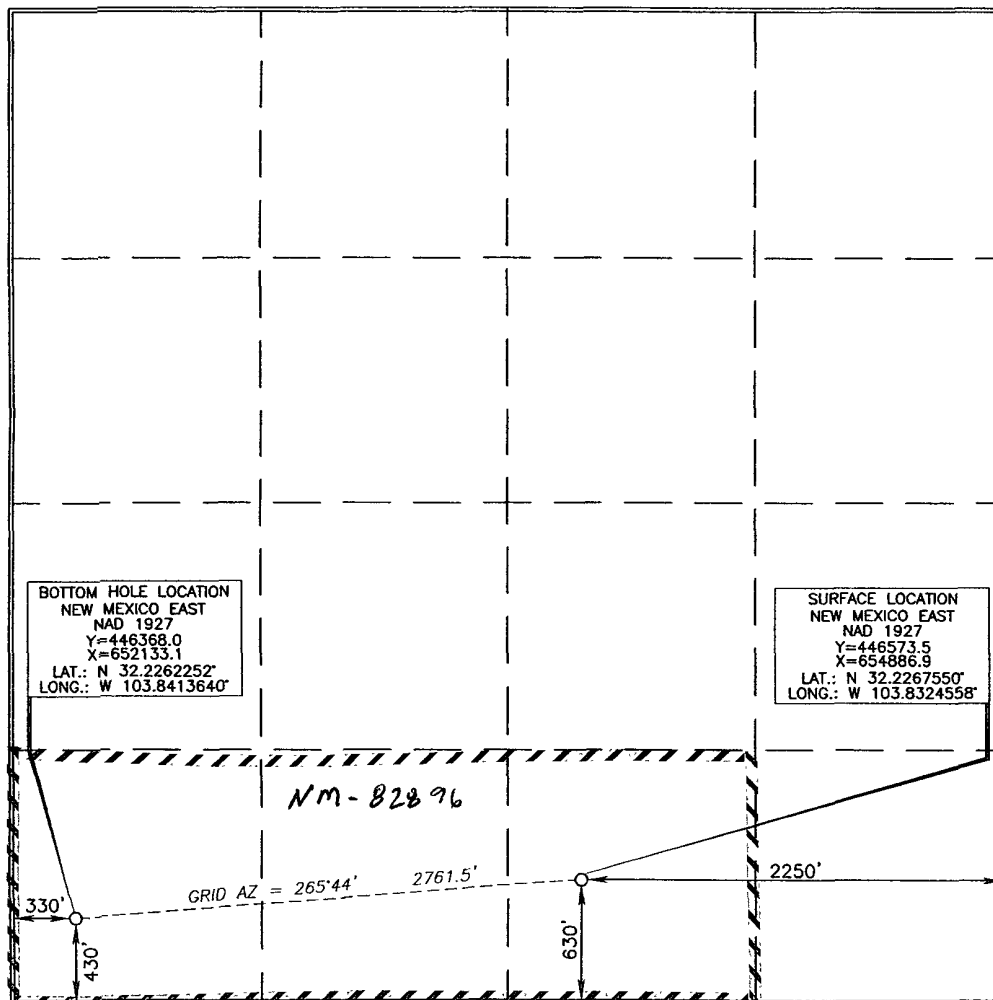 BOTTOM HOLE LOCATION
NEW MEXICO EAST
NAD 1927
Y=446368.0
X=652133.1
LAT.: N 32.2262252°
LONG.: W 103.8413640°
SURFACE LOCATION
NEW MEXICO EAST
NAD 1927
Y=446573.5
X=654886.9
LAT.: N 32.2267550°
LONG.: W 103.8324558°
NM-82896
GRID AZ = 265°44' 2761.5'
2250'
330'
430'
630'